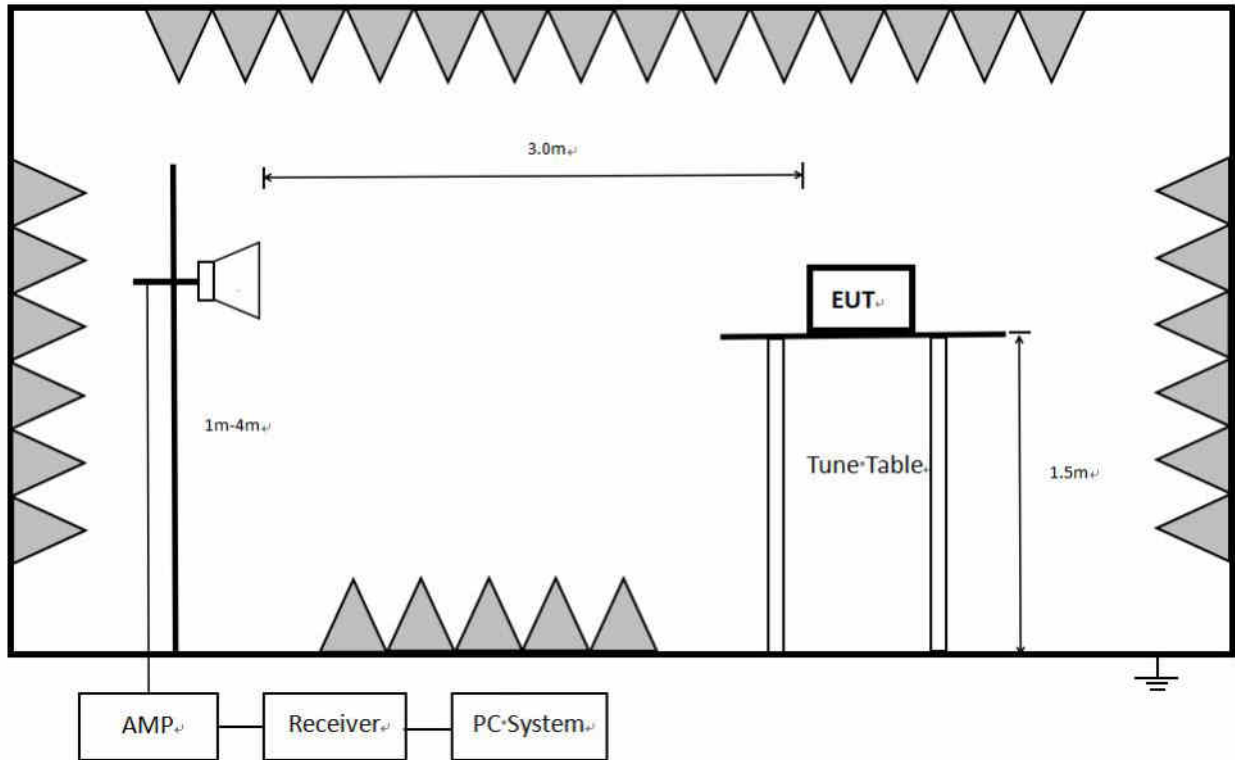 3.0m
EUT
1m-4m
Tune Table
1.5m
AMP
Receiver
PC System